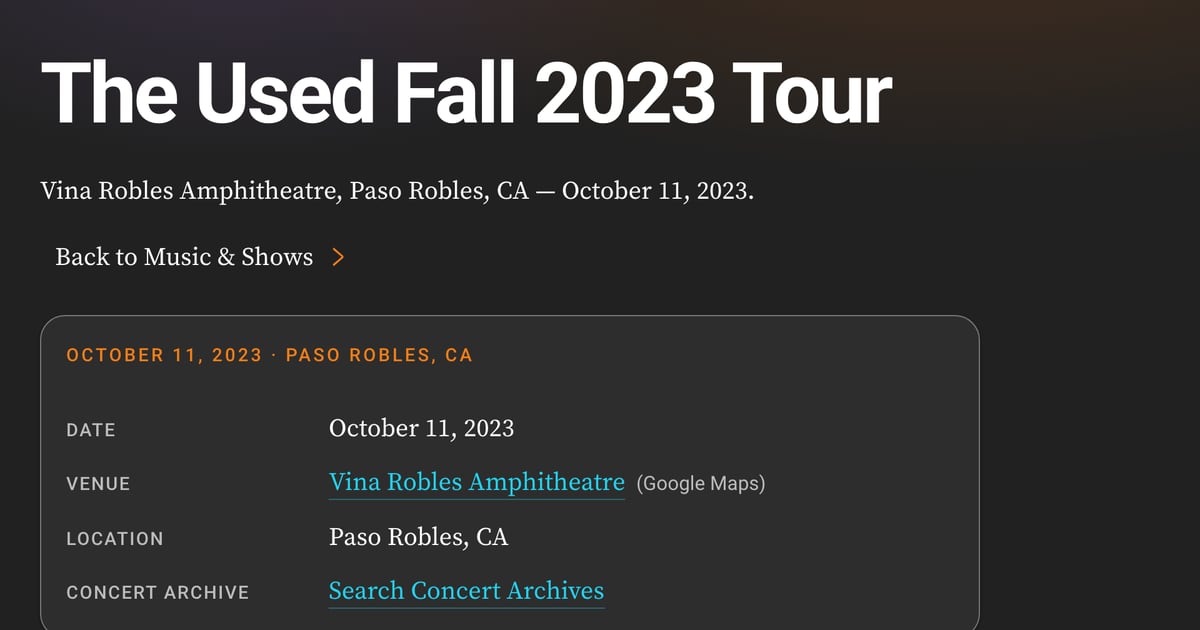 The Used Fall 2023 Tour
Vina Robles Amphitheatre, Paso Robles, CA — October 11, 2023.
Back to Music & Shows
OCTOBER 11, 2023 · PASO ROBLES, CA
DATE October 11, 2023
VENUE Vina Robles Amphitheatre (Google Maps)
LOCATION Paso Robles, CA
CONCERT ARCHIVE Search Concert Archives